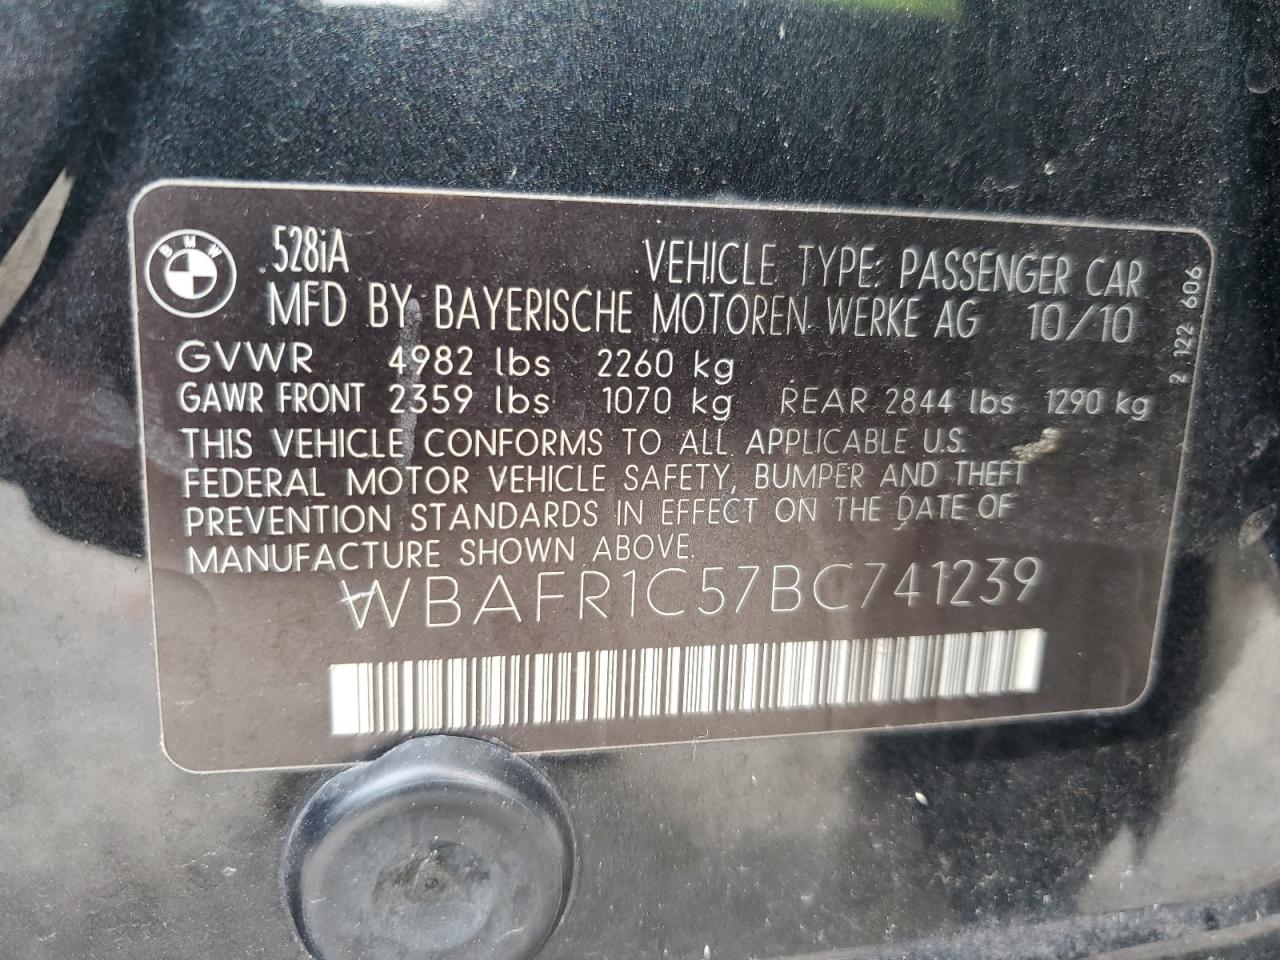 BMW
528iA VEHICLE TYPE: PASSENGER CAR
MFD BY BAYERISCHE MOTOREN WERKE AG 10/10
GVWR 4982 lbs 2260 kg
GAWR FRONT 2359 lbs 1070 kg REAR 2844 lbs 1290 kg
THIS VEHICLE CONFORMS TO ALL APPLICABLE U.S.
FEDERAL MOTOR VEHICLE SAFETY, BUMPER AND THEFT
PREVENTION STANDARDS IN EFFECT ON THE DATE OF
MANUFACTURE SHOWN ABOVE.
WBAFR1C57BC741239
2 122 606